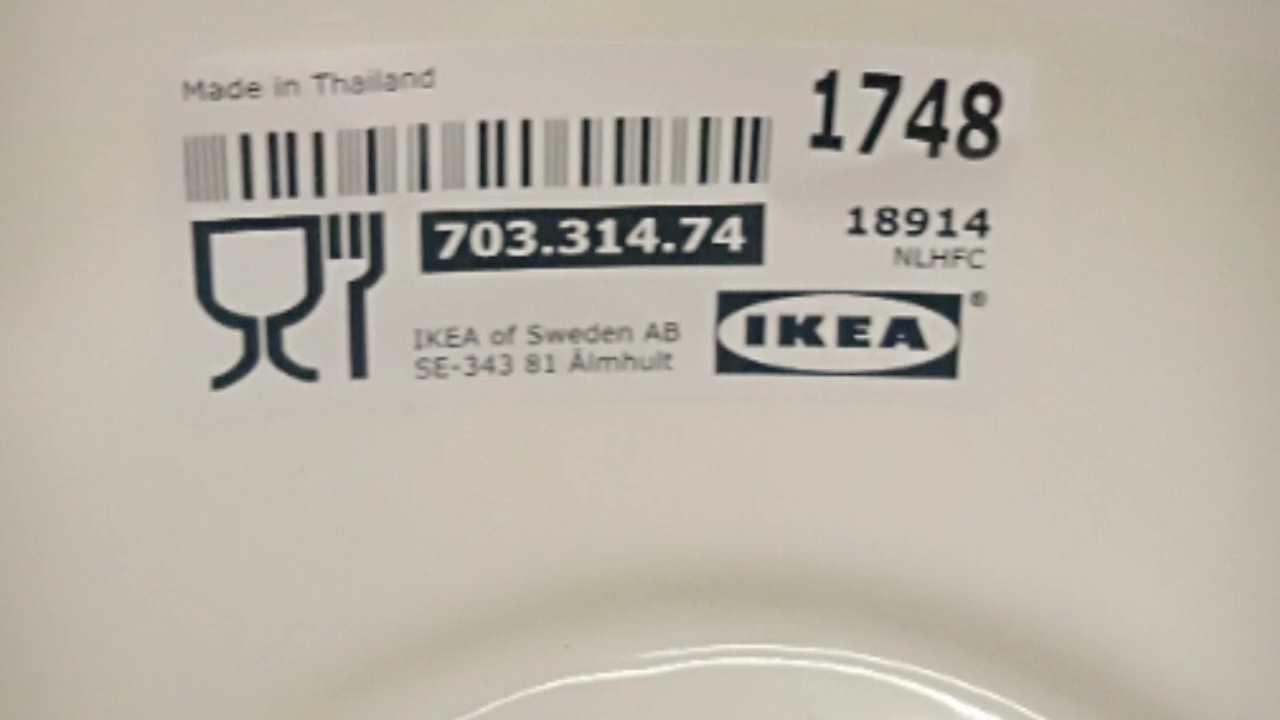 Made in Thailand
1748
703.314.74
18914
NLHFC
IKEA of Sweden AB
SE-343 81 Älmhult
IKEA®